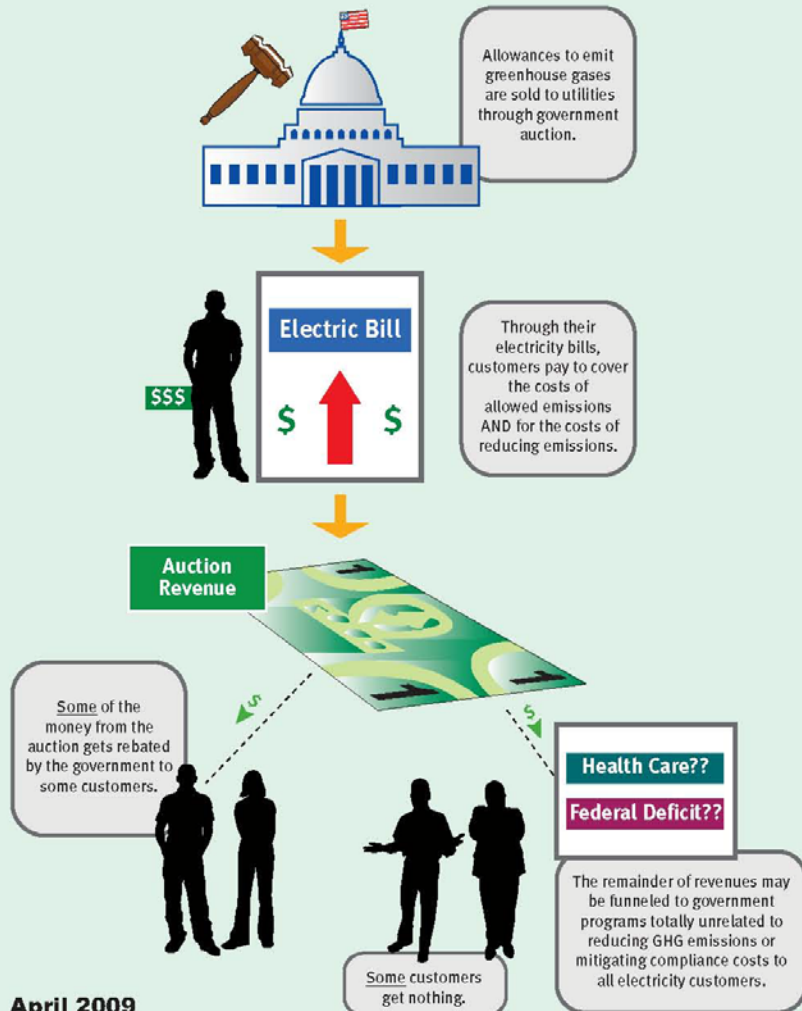 Allowances to emit
greenhouse gases
are sold to utilities
through government
auction.
Electric Bill
$$$
$ $
Through their
electricity bills,
customers pay to cover
the costs of
allowed emissions
AND for the costs of
reducing emissions.
Auction
Revenue
1
1
1
1
Some of the
money from the
auction gets rebated
by the government to
some customers.
$
$
Health Care??
Federal Deficit??
The remainder of revenues may
be funneled to government
programs totally unrelated to
reducing GHG emissions or
mitigating compliance costs to
all electricity customers.
Some customers
get nothing.
April 2009